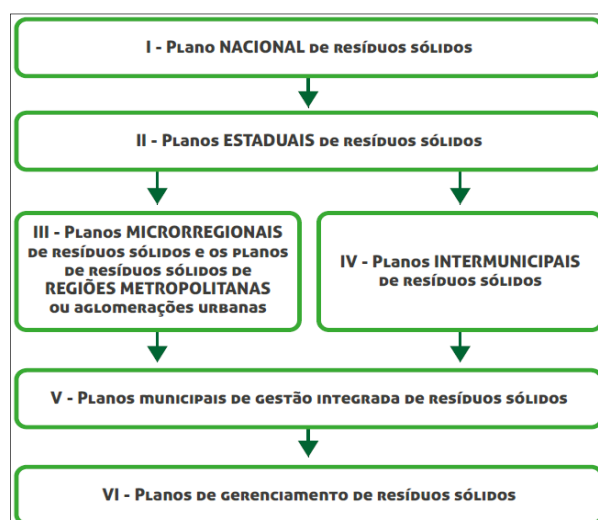 I - Plano NACIONAL de resíduos sólidos
II - Planos ESTADUAIS de resíduos sólidos
III - Planos MICRORREGIONAIS
de resíduos sólidos e os planos
de resíduos sólidos de
REGIÕES METROPOLITANAS
ou aglomerações urbanas
IV - Planos INTERMUNICIPAIS
de resíduos sólidos
V - Planos municipais de gestão integrada de resíduos sólidos
VI - Planos de gerenciamento de resíduos sólidos